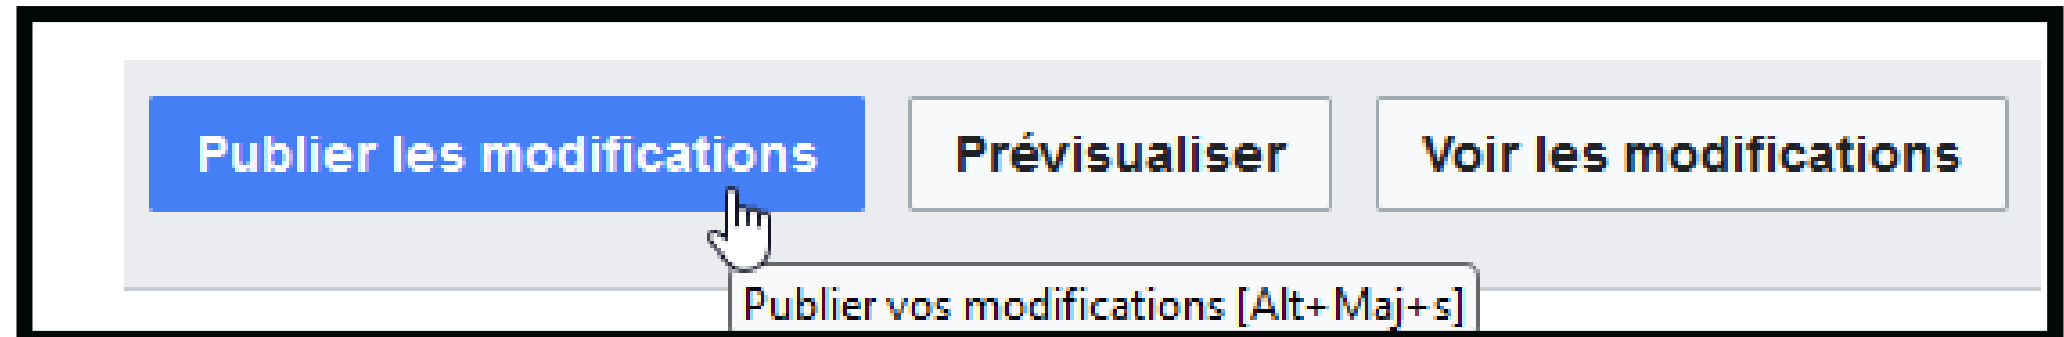 Publier les modifications
Prévisualiser
Voir les modifications
Publier vos modifications [Alt+Maj+s]